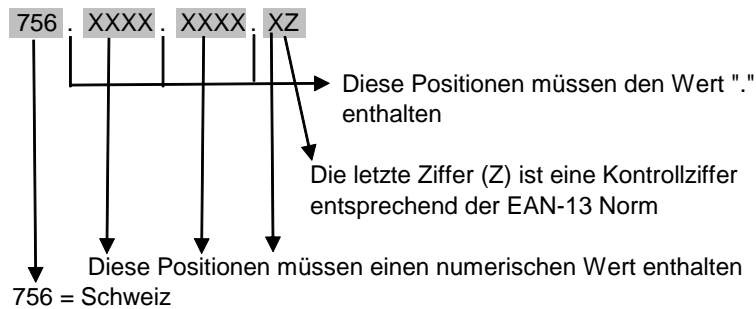 756 . XXXX . XXXX . XZ
Diese Positionen müssen den Wert "."
enthalten
Die letzte Ziffer (Z) ist eine Kontrollziffer
entsprechend der EAN-13 Norm
Diese Positionen müssen einen numerischen Wert enthalten
756 = Schweiz